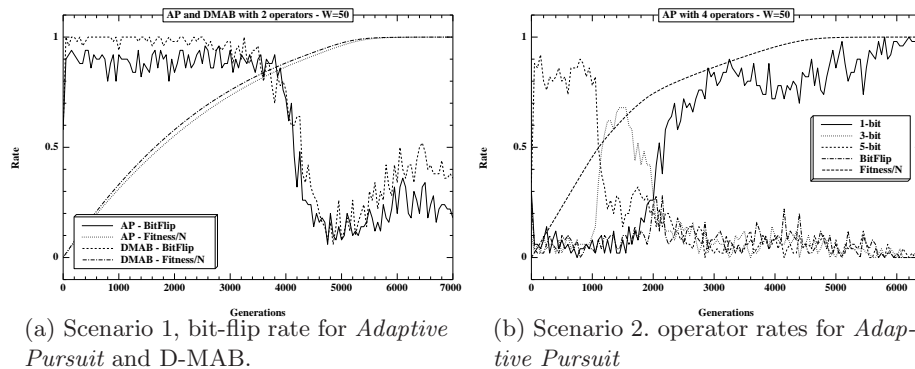 AP and DMAB with 2 operators - W=50
1
0.5
0
Rate
AP - BitFlip
AP - Fitness/N
DMAB - BitFlip
DMAB - Fitness/N
0 1000 2000 3000 4000 5000 6000 7000
Generations
(a) Scenario 1, bit-flip rate for Adaptive
Pursuit and D-MAB.
AP with 4 operators - W=50
1
0.5
0
Rate
1-bit
3-bit
5-bit
BitFlip
Fitness/N
0 1000 2000 3000 4000 5000 6000
Generations
(b) Scenario 2. operator rates for Adap-
tive Pursuit